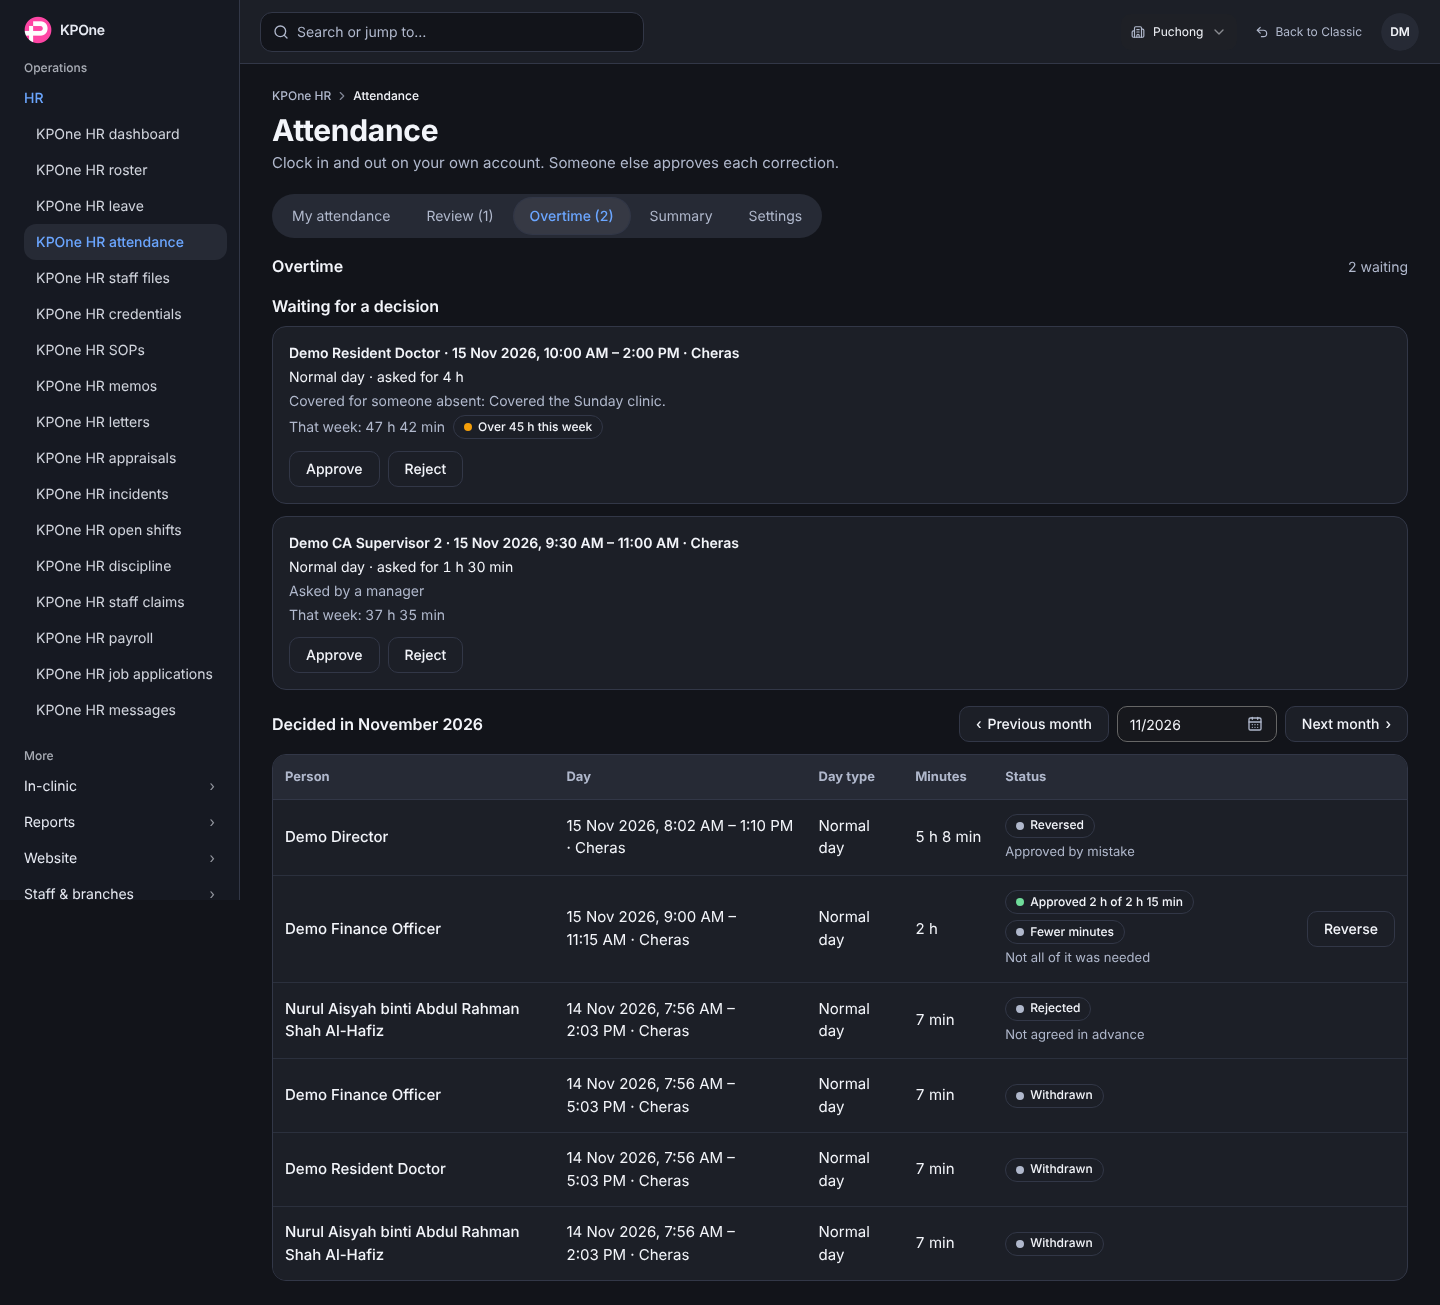 KPOne
Search or jump to...
Puchong
Back to Classic
DM
Operations
HR
KPOne HR dashboard
KPOne HR roster
KPOne HR leave
KPOne HR attendance
KPOne HR staff files
KPOne HR credentials
KPOne HR SOPs
KPOne HR memos
KPOne HR letters
KPOne HR appraisals
KPOne HR incidents
KPOne HR open shifts
KPOne HR discipline
KPOne HR staff claims
KPOne HR payroll
KPOne HR job applications
KPOne HR messages
More
In-clinic
Reports
Website
Staff & branches
KPOne HR > Attendance
Attendance
Clock in and out on your own account. Someone else approves each correction.
My attendance
Review (1)
Overtime (2)
Summary
Settings
Overtime
2 waiting
Waiting for a decision
Demo Resident Doctor · 15 Nov 2026, 10:00 AM – 2:00 PM · Cheras
Normal day · asked for 4 h
Covered for someone absent: Covered the Sunday clinic.
That week: 47 h 42 min
Over 45 h this week
Approve
Reject
Demo CA Supervisor 2 · 15 Nov 2026, 9:30 AM – 11:00 AM · Cheras
Normal day · asked for 1 h 30 min
Asked by a manager
That week: 37 h 35 min
Approve
Reject
Decided in November 2026
‹ Previous month
11/2026
Next month ›
Person
Day
Day type
Minutes
Status
Demo Director
15 Nov 2026, 8:02 AM – 1:10 PM
· Cheras
Normal
day
5 h 8 min
Reversed
Approved by mistake
Demo Finance Officer
15 Nov 2026, 9:00 AM –
11:15 AM · Cheras
Normal
day
2 h
Approved 2 h of 2 h 15 min
Fewer minutes
Not all of it was needed
Reverse
Nurul Aisyah binti Abdul Rahman
Shah Al-Hafiz
14 Nov 2026, 7:56 AM –
2:03 PM · Cheras
Normal
day
7 min
Rejected
Not agreed in advance
Demo Finance Officer
14 Nov 2026, 7:56 AM –
5:03 PM · Cheras
Normal
day
7 min
Withdrawn
Demo Resident Doctor
14 Nov 2026, 7:56 AM –
5:03 PM · Cheras
Normal
day
7 min
Withdrawn
Nurul Aisyah binti Abdul Rahman
Shah Al-Hafiz
14 Nov 2026, 7:56 AM –
2:03 PM · Cheras
Normal
day
7 min
Withdrawn